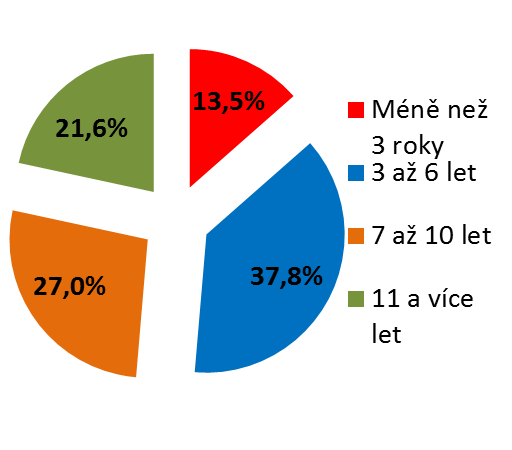 13,5%
21,6%
37,8%
27,0%
Méně než
3 roky
3 až 6 let
7 až 10 let
11 a více
let